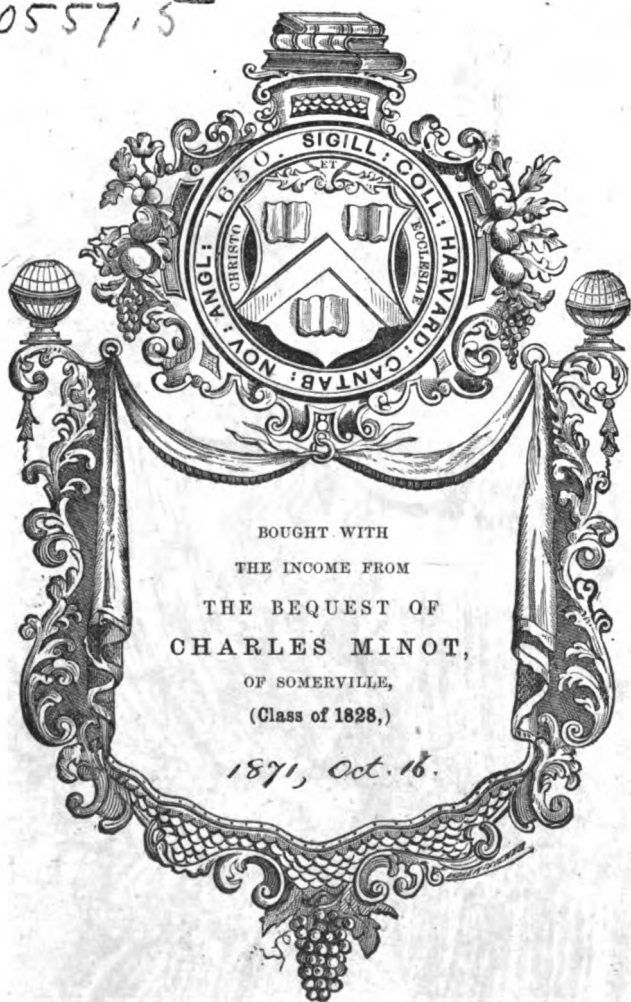 0557.5
SIGILL: COLL: HARVARD: CANTAB: NOV: ANGL: 1650.
ET
CHRISTO
ECCLESIAE
BOUGHT WITH
THE INCOME FROM
THE BEQUEST OF
CHARLES MINOT,
OF SOMERVILLE,
(Class of 1828,)
1871, Oct. 16.